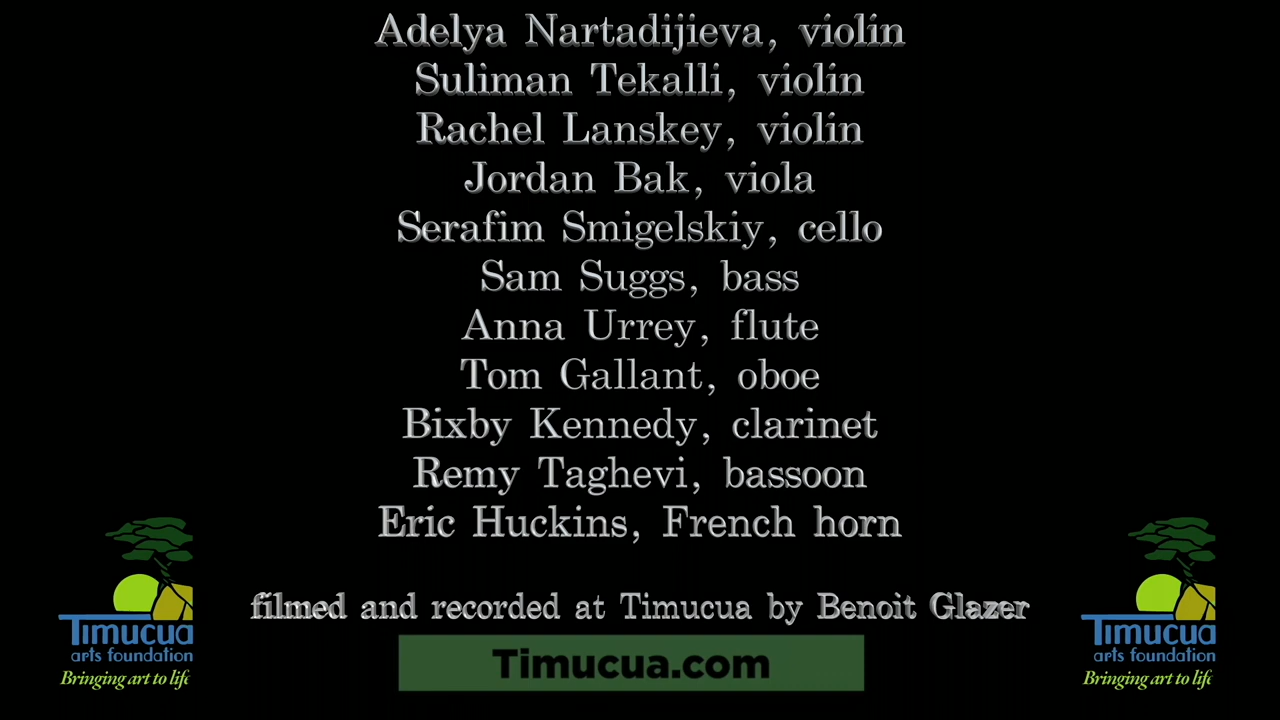 Adelya Nartadijieva, violin
Suliman Tekalli, violin
Rachel Lanskey, violin
Jordan Bak, viola
Serafim Smigelskiy, cello
Sam Suggs, bass
Anna Urrey, flute
Tom Gallant, oboe
Bixby Kennedy, clarinet
Remy Taghevi, bassoon
Eric Huckins, French horn
filmed and recorded at Timucua by Benoit Glazer
Timucua.com
Timucua
arts foundation
Bringing art to life
Timucua
arts foundation
Bringing art to life